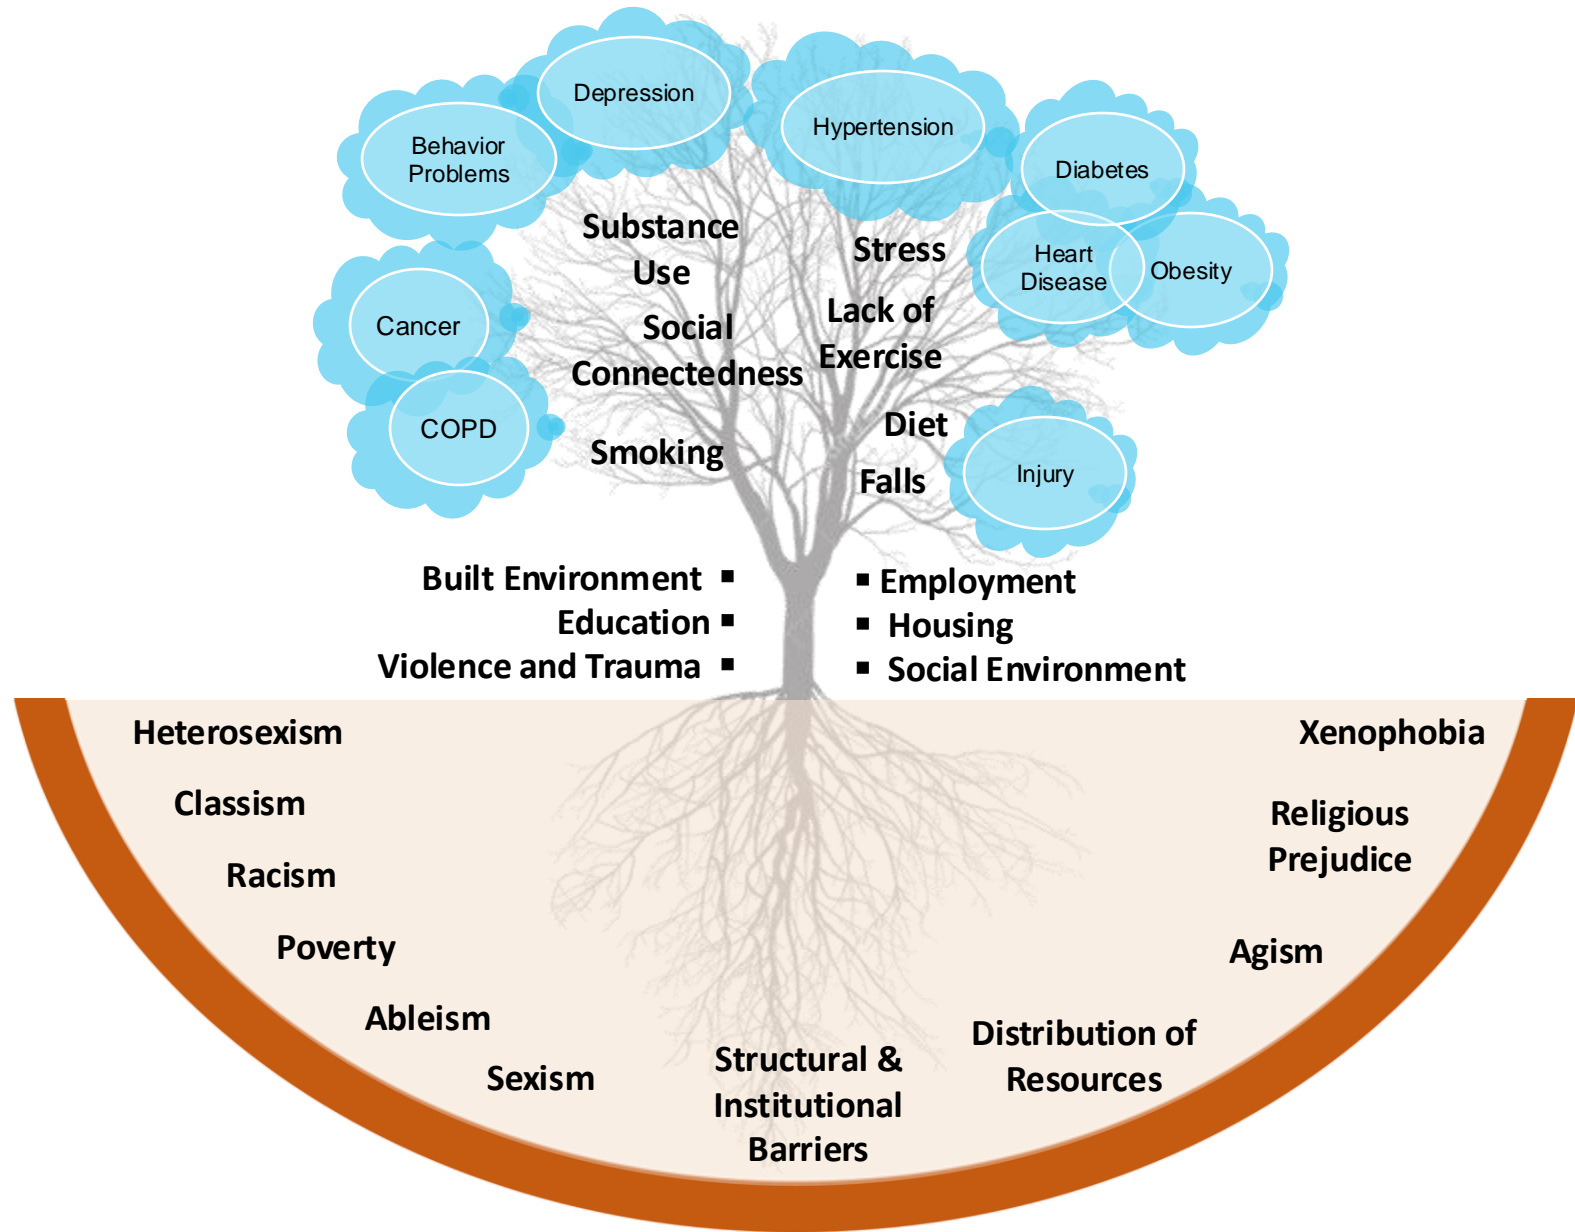 Depression
Hypertension
Behavior
Problems
Diabetes
Substance
Use
Stress
Heart
Disease
Obesity
Cancer
Social
Connectedness
Lack of
Exercise
COPD
Smoking
Diet
Falls
Injury
Built Environment ▪
Education ▪
Violence and Trauma ▪
▪ Employment
▪ Housing
▪ Social Environment
Heterosexism
Classism
Racism
Poverty
Ableism
Sexism
Structural &
Institutional
Barriers
Distribution of
Resources
Agism
Religious
Prejudice
Xenophobia